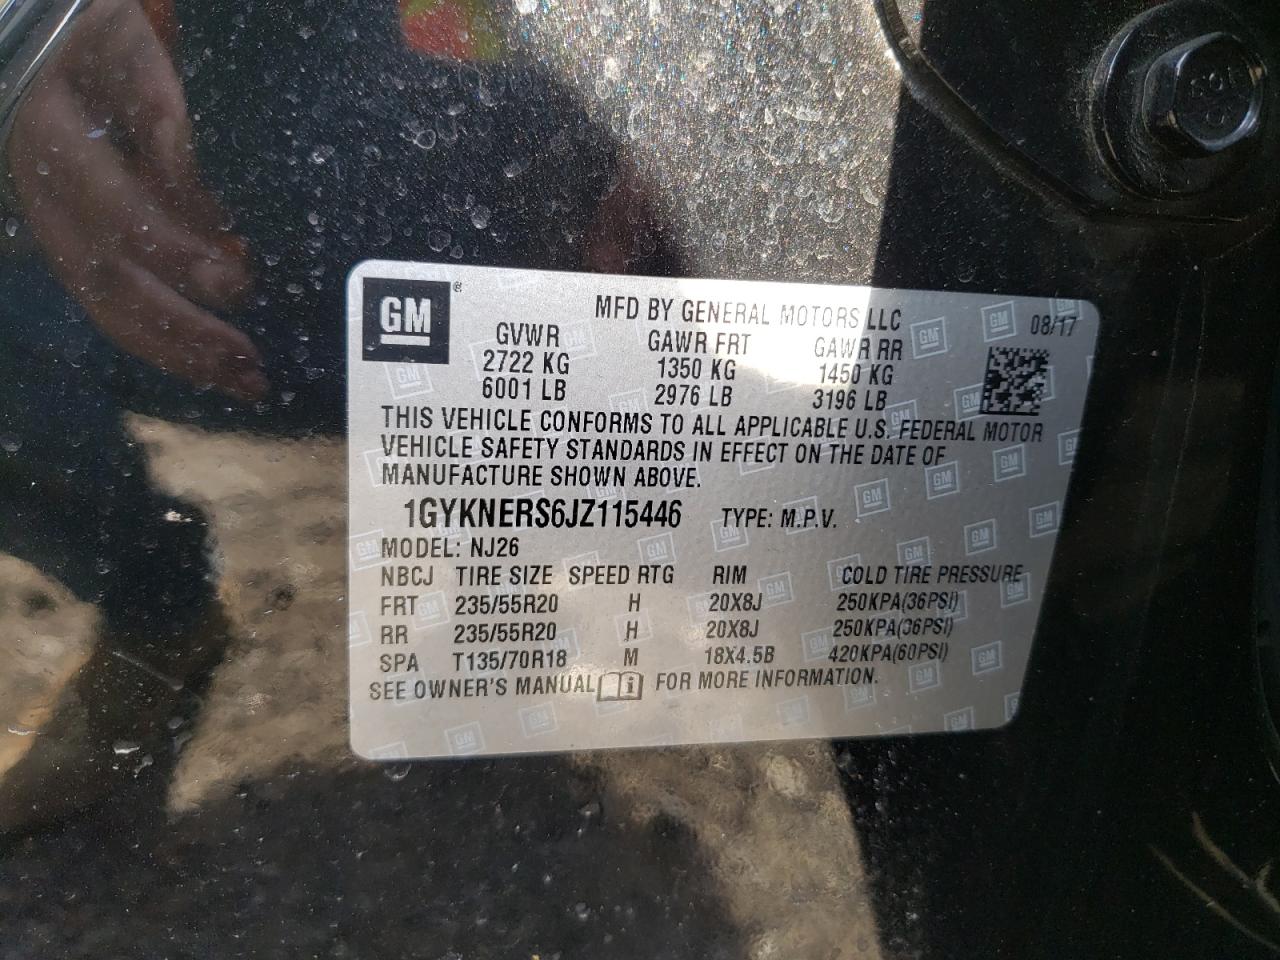 GM
MFD BY GENERAL MOTORS LLC
08/17
GVWR GAWR FRT GAWR RR
2722 KG 1350 KG 1450 KG
6001 LB 2976 LB 3196 LB
THIS VEHICLE CONFORMS TO ALL APPLICABLE U.S. FEDERAL MOTOR
VEHICLE SAFETY STANDARDS IN EFFECT ON THE DATE OF
MANUFACTURE SHOWN ABOVE.
1GYKNERS6JZ115446 TYPE: M.P.V.
MODEL: NJ26
NBCJ TIRE SIZE SPEED RTG RIM COLD TIRE PRESSURE
FRT 235/55R20 H 20X8J 250KPA(36PSI)
RR 235/55R20 H 20X8J 250KPA(36PSI)
SPA T135/70R18 M 18X4.5B 420KPA(60PSI)
SEE OWNER'S MANUAL FOR MORE INFORMATION.